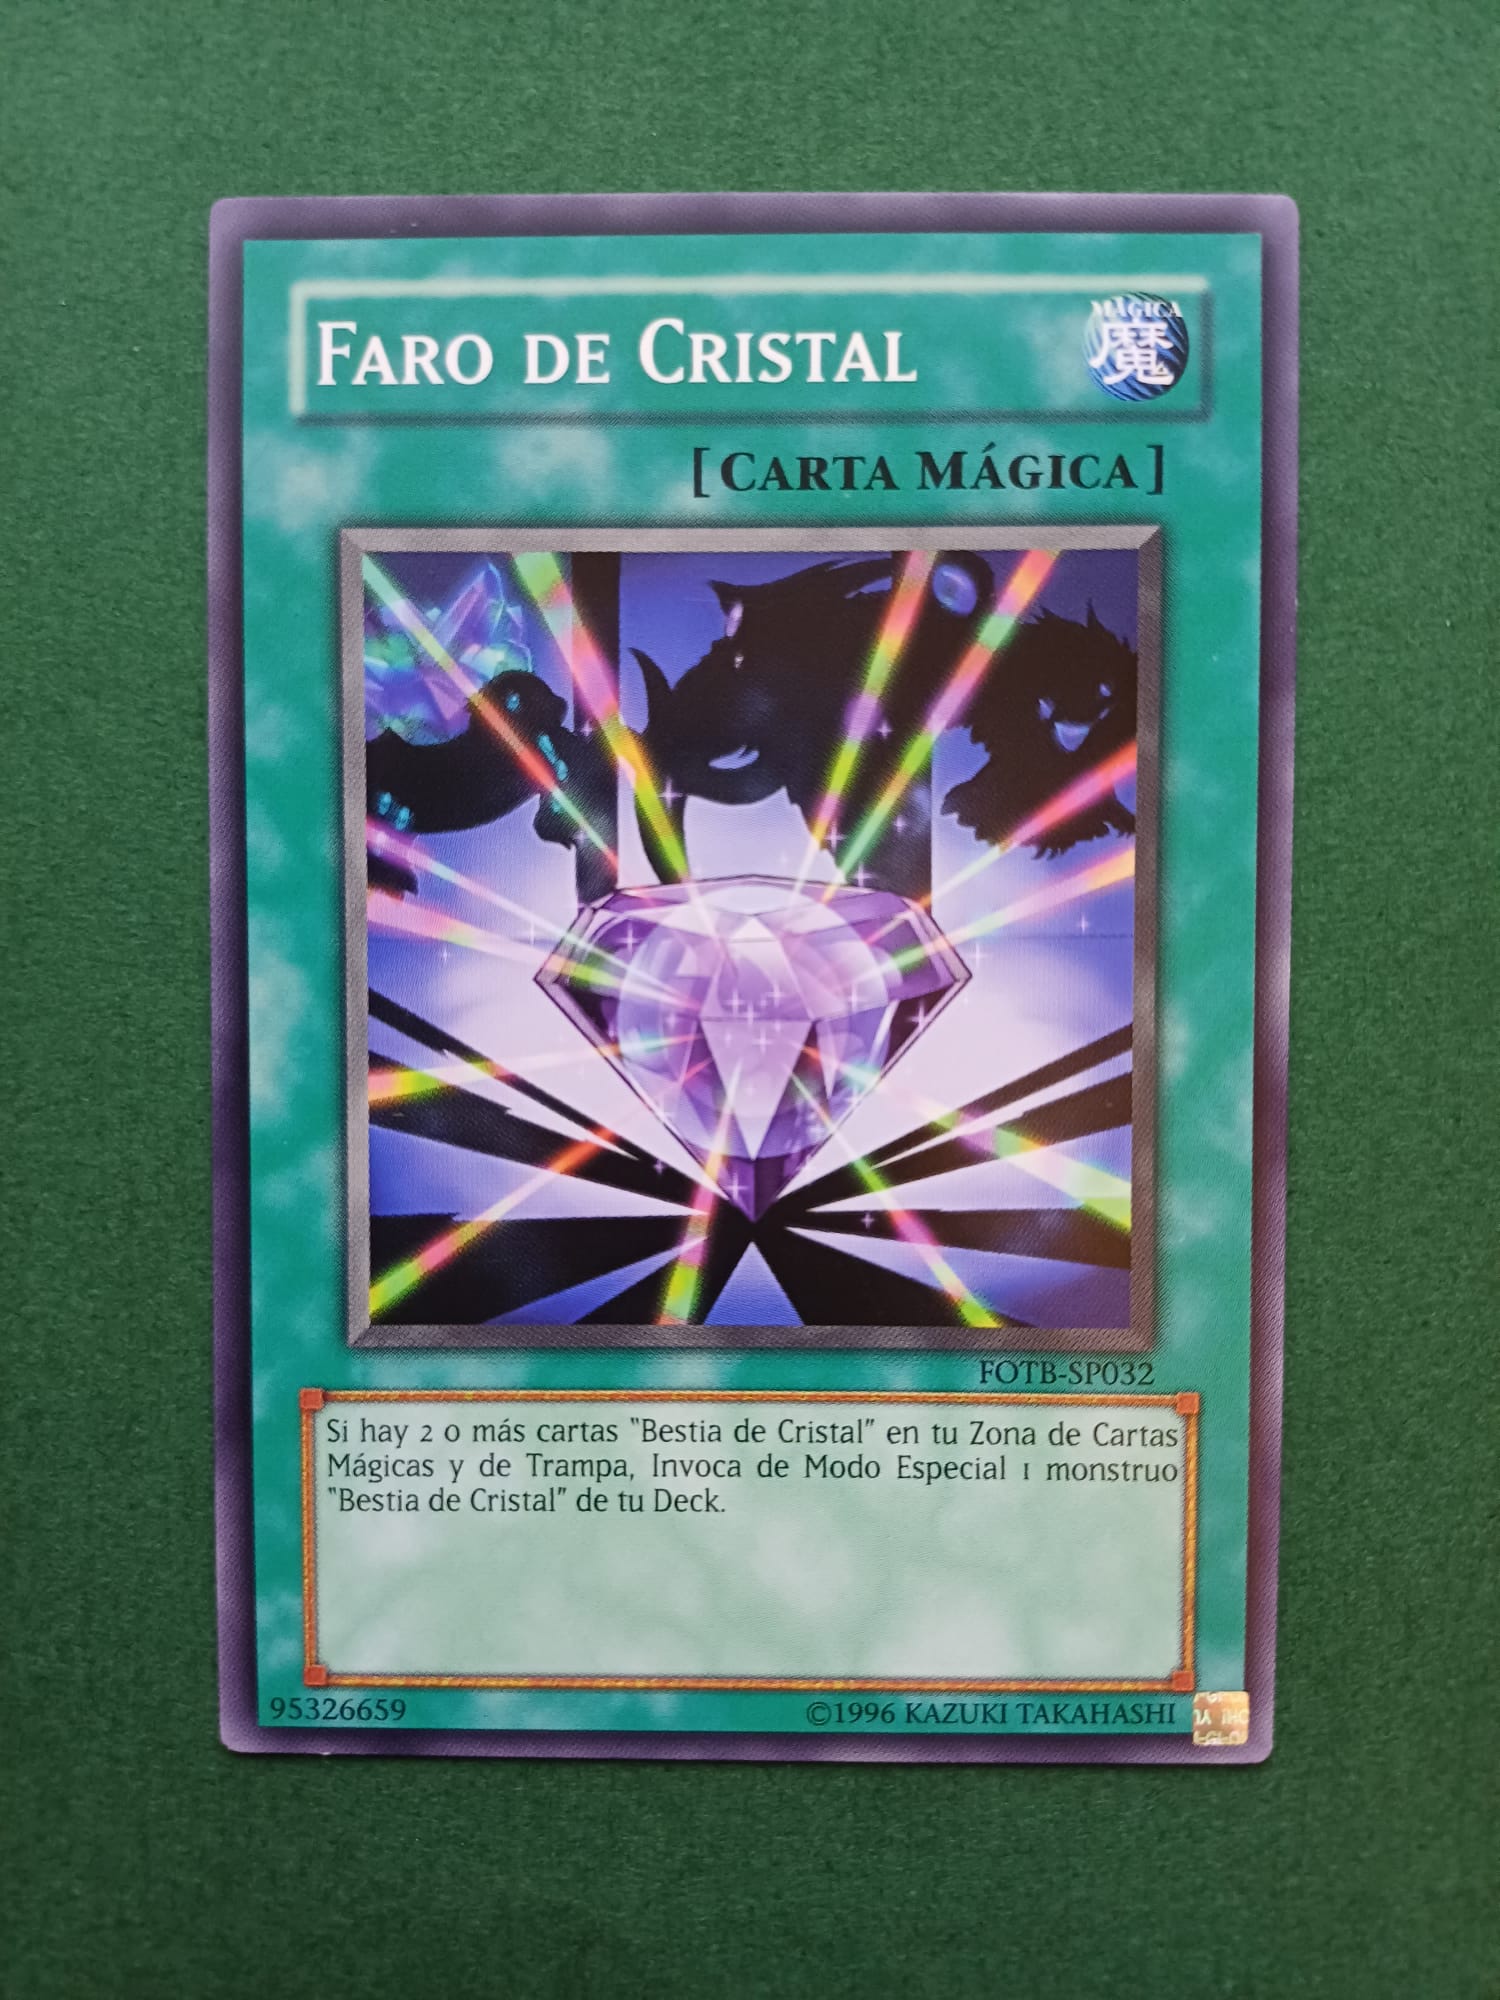 FARO DE CRISTAL
MÁGICA
魔
[CARTA MÁGICA]
FOTB-SP032
Si hay 2 o más cartas "Bestia de Cristal" en tu Zona de Cartas
Mágicas y de Trampa, Invoca de Modo Especial 1 monstruo
"Bestia de Cristal" de tu Deck.
95326659
©1996 KAZUKI TAKAHASHI